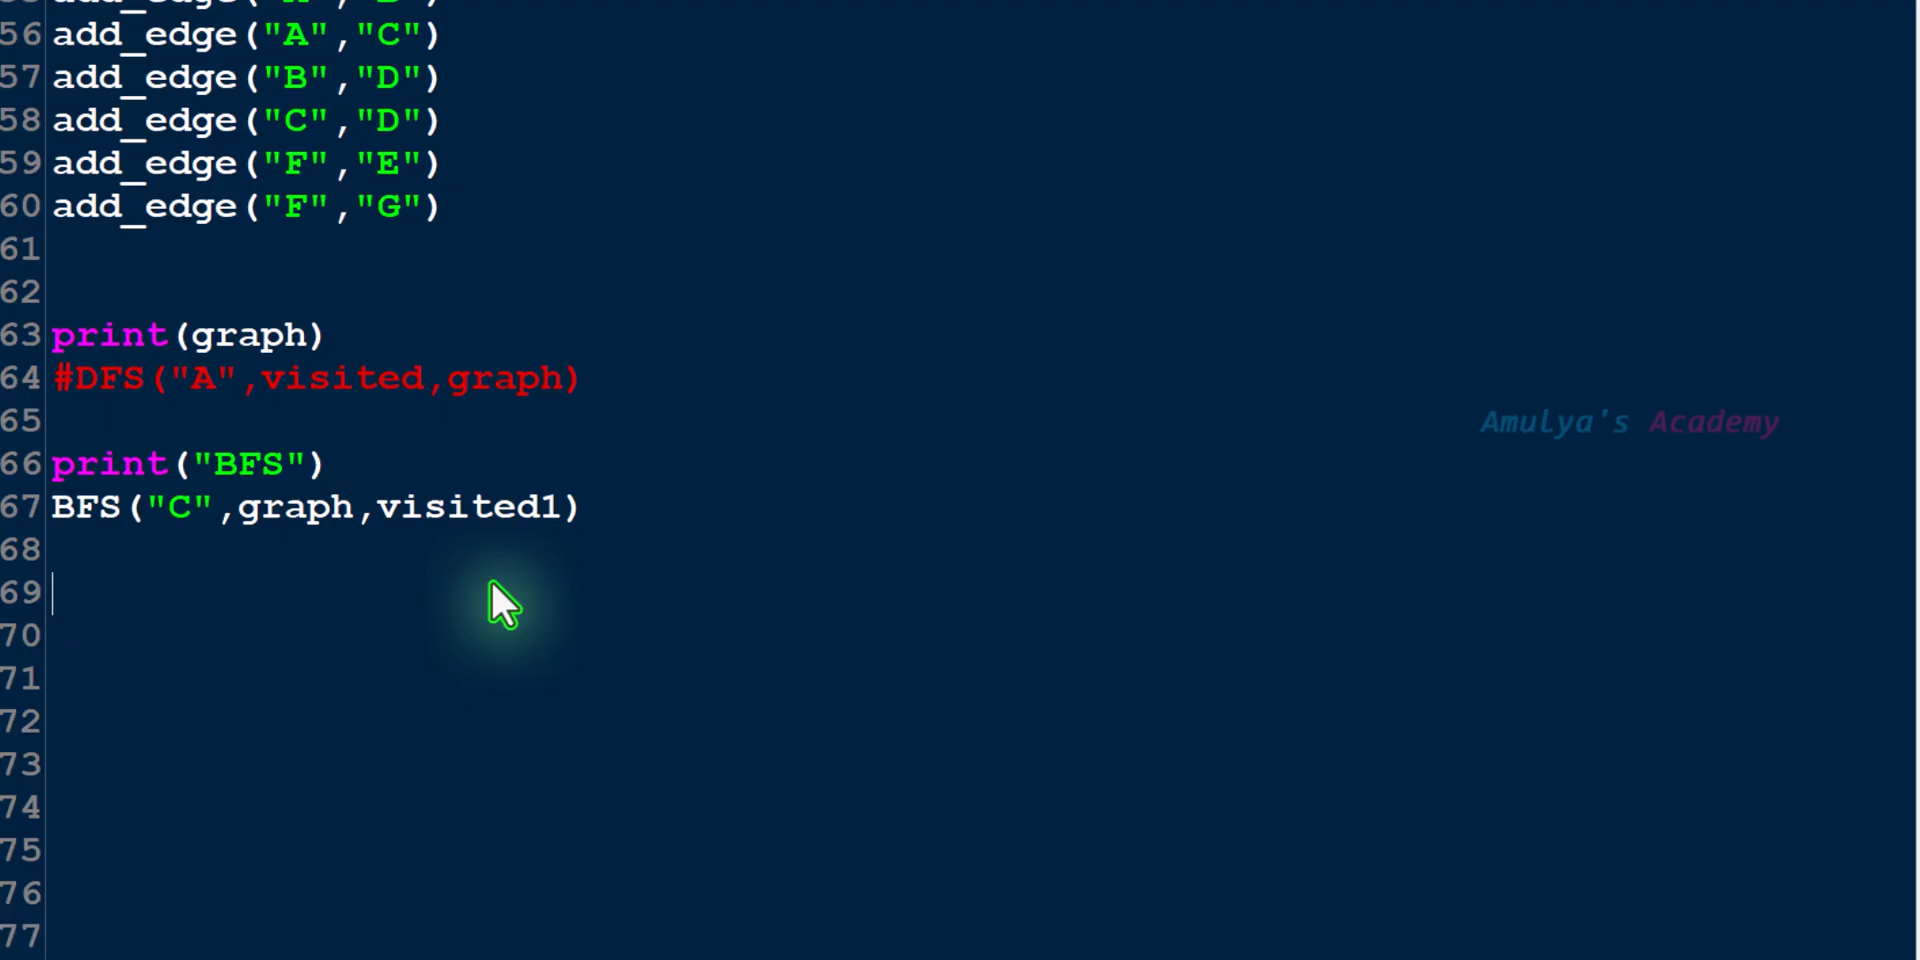 56 add_edge("A","C")
57 add_edge("B","D")
58 add_edge("C","D")
59 add_edge("F","E")
60 add_edge("F","G")
61
62
63 print(graph)
64 #DFS("A",visited,graph)
65
Amulya's Academy
66 print("BFS")
67 BFS("C",graph,visited1)
68
69
70
71
72
73
74
75
76
77